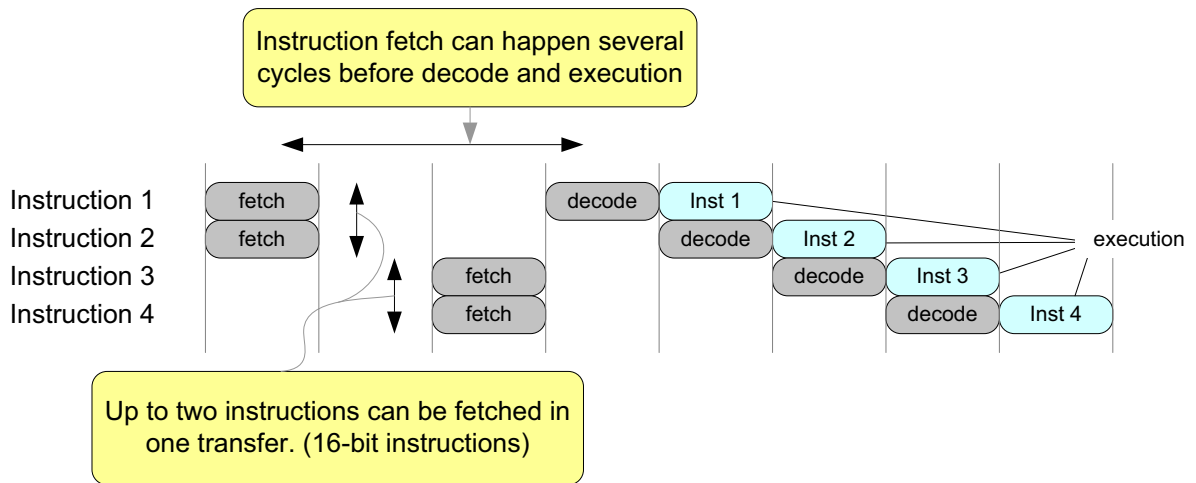 Instruction fetch can happen several
cycles before decode and execution
Instruction 1
fetch
decode
Inst 1
Instruction 2
fetch
decode
Inst 2
execution
Instruction 3
fetch
decode
Inst 3
Instruction 4
fetch
decode
Inst 4
Up to two instructions can be fetched in
one transfer. (16-bit instructions)